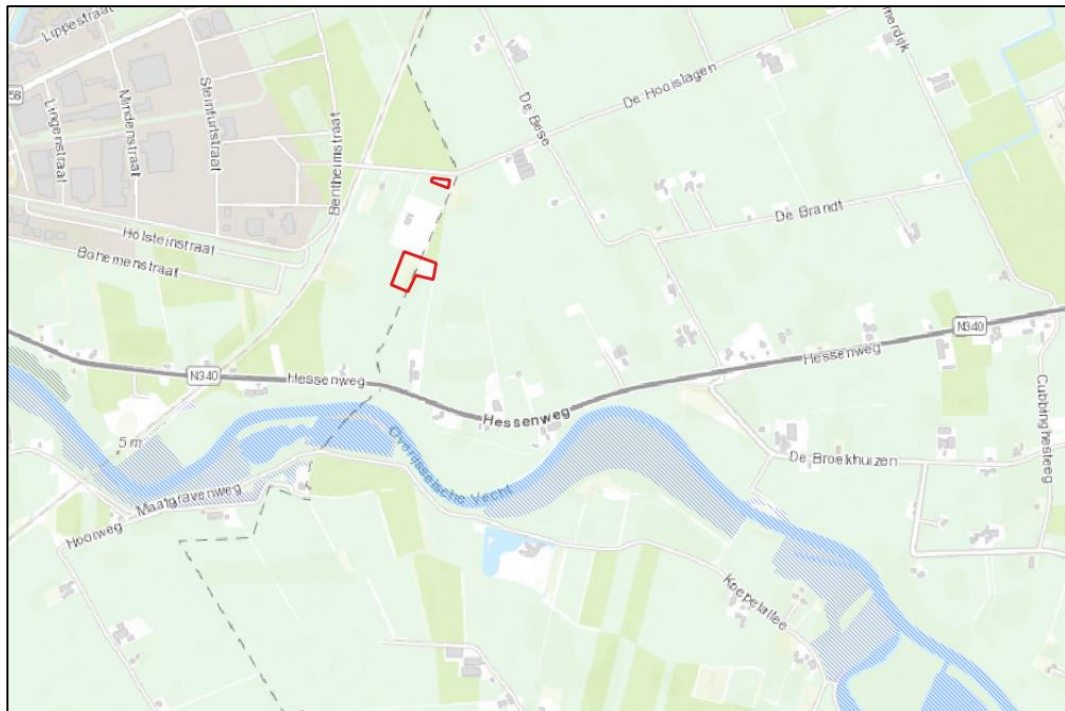 Lippestraat
58
Lingenstraat
Mindenstraat
Steinfurtstraat
Bentheimstraat
Holsteinstraat
Bohemenstraat
De Bese
De Hooislagen
merdijk
De Brandt
N340
Hessenweg
N340
Hessenweg
Hessenweg
5 m
Overijsselsche Vecht
Maatgravenweg
Hooiweg
De Broekhuizen
Cubbinghesteeg
Koepelallee